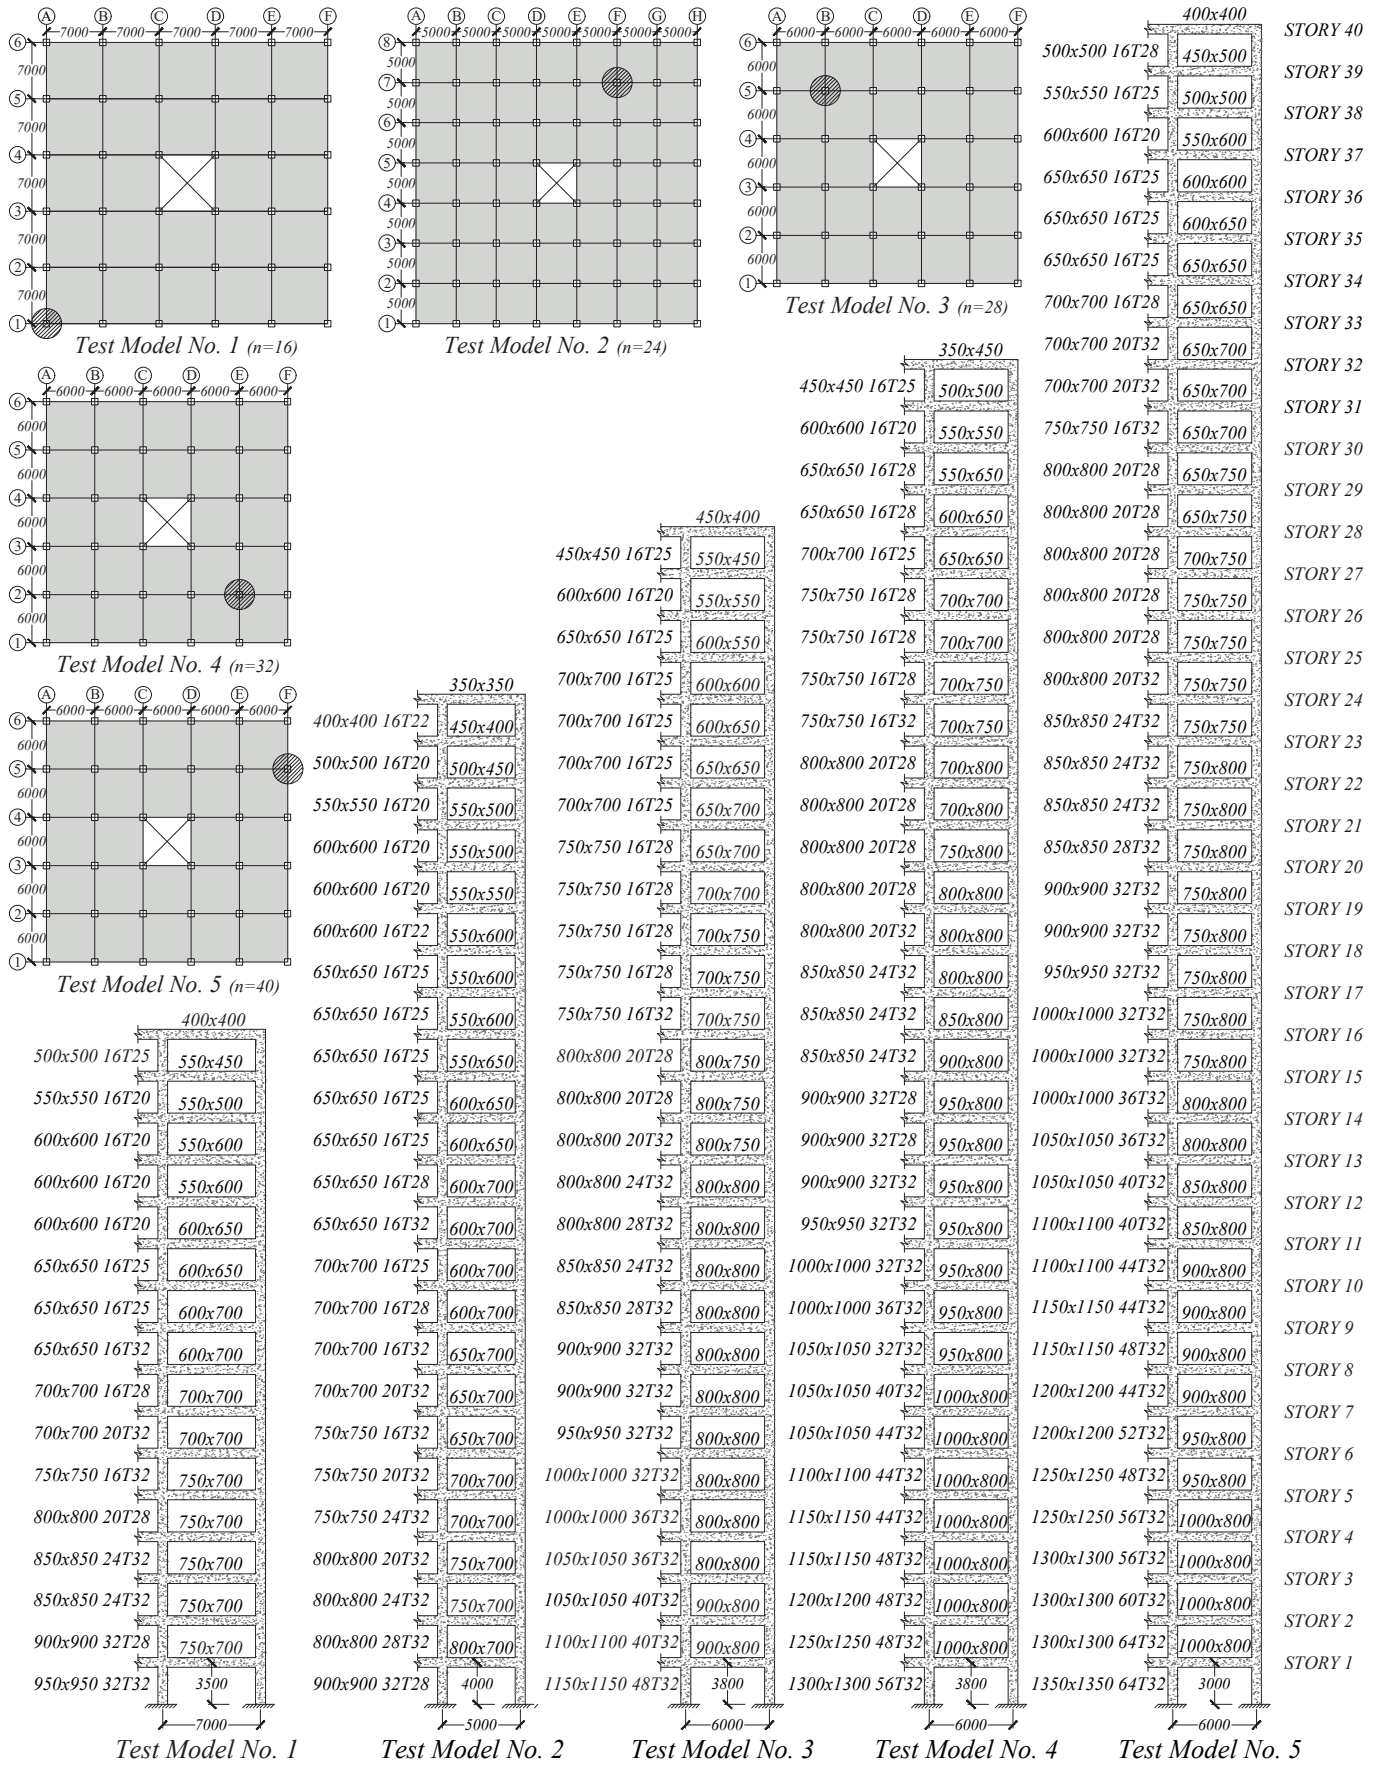 A B C D E F
7000 7000 7000 7000 7000
6
7000
5
7000
4
7000
3
7000
2
7000
1
Test Model No. 1 (n=16)
A B C D E F G H
5000 5000 5000 5000 5000 5000 5000
8
5000
7
5000
6
5000
5
5000
4
5000
3
5000
2
5000
1
Test Model No. 2 (n=24)
A B C D E F
6000 6000 6000 6000 6000
6
6000
5
6000
4
6000
3
6000
2
6000
1
Test Model No. 3 (n=28)
A B C D E F
6000 6000 6000 6000 6000
6
6000
5
6000
4
6000
3
6000
2
6000
1
Test Model No. 4 (n=32)
A B C D E F
6000 6000 6000 6000 6000
6
6000
5
6000
4
6000
3
6000
2
6000
1
Test Model No. 5 (n=40)
400x400
500x500 16T25 550x450
550x550 16T20 550x500
600x600 16T20 550x600
600x600 16T20 550x600
600x600 16T20 600x650
650x650 16T25 600x650
650x650 16T25 600x700
650x650 16T32 600x700
700x700 16T28 700x700
700x700 20T32 700x700
750x750 16T32 750x700
800x800 20T28 750x700
850x850 24T32 750x700
850x850 24T32 750x700
900x900 32T28 750x700
950x950 32T32 3500
7000
Test Model No. 1
350x350
400x400 16T22 450x400
500x500 16T20 500x450
550x550 16T20 550x500
600x600 16T20 550x500
600x600 16T20 550x550
600x600 16T22 550x600
650x650 16T25 550x600
650x650 16T25 550x600
650x650 16T25 550x650
650x650 16T25 600x650
650x650 16T25 600x650
650x650 16T28 600x700
650x650 16T32 600x700
700x700 16T25 600x700
700x700 16T28 600x700
700x700 16T32 650x700
700x700 20T32 650x700
750x750 16T32 650x700
750x750 20T32 700x700
750x750 24T32 700x700
800x800 20T32 750x700
800x800 24T32 750x700
800x800 28T32 800x700
900x900 32T28 4000
5000
Test Model No. 2
450x400
450x450 16T25 550x450
600x600 16T20 550x550
650x650 16T25 600x550
700x700 16T25 600x600
700x700 16T25 600x650
700x700 16T25 650x650
700x700 16T25 650x700
750x750 16T28 650x700
750x750 16T28 700x700
750x750 16T28 700x750
750x750 16T28 700x750
750x750 16T32 700x750
800x800 20T28 800x750
800x800 20T28 800x750
800x800 20T32 800x750
800x800 24T32 800x800
800x800 28T32 800x800
850x850 24T32 800x800
850x850 28T32 800x800
900x900 32T32 800x800
900x900 32T32 800x800
950x950 32T32 800x800
1000x1000 32T32 800x800
1000x1000 36T32 800x800
1050x1050 36T32 800x800
1050x1050 40T32 900x800
1100x1100 40T32 900x800
1150x1150 48T32 3800
6000
Test Model No. 3
350x450
450x450 16T25 500x500
600x600 16T20 550x550
650x650 16T28 550x650
650x650 16T28 600x650
700x700 16T25 650x650
750x750 16T28 700x700
750x750 16T28 700x700
750x750 16T28 700x750
750x750 16T32 700x750
800x800 20T28 700x800
800x800 20T28 700x800
800x800 20T28 750x800
800x800 20T28 800x800
800x800 20T32 800x800
850x850 24T32 800x800
850x850 24T32 850x800
850x850 24T32 900x800
900x900 32T28 950x800
900x900 32T28 950x800
900x900 32T32 950x800
950x950 32T32 950x800
1000x1000 32T32 950x800
1000x1000 36T32 950x800
1050x1050 32T32 950x800
1050x1050 40T32 1000x800
1050x1050 44T32 1000x800
1100x1100 44T32 1000x800
1150x1150 44T32 1000x800
1150x1150 48T32 1000x800
1200x1200 48T32 1000x800
1250x1250 48T32 1000x800
1300x1300 56T32 3800
6000
Test Model No. 4
400x400 STORY 40
500x500 16T28 450x500
STORY 39
550x550 16T25 500x500
STORY 38
600x600 16T20 550x600
STORY 37
650x650 16T25 600x600
STORY 36
650x650 16T25 600x650
STORY 35
650x650 16T25 650x650
STORY 34
700x700 16T28 650x650
STORY 33
700x700 20T32 650x700
STORY 32
700x700 20T32 650x700
STORY 31
750x750 16T32 650x700
STORY 30
800x800 20T28 650x750
STORY 29
800x800 20T28 650x750
STORY 28
800x800 20T28 700x750
STORY 27
800x800 20T28 750x750
STORY 26
800x800 20T28 750x750
STORY 25
800x800 20T32 750x750
STORY 24
850x850 24T32 750x750
STORY 23
850x850 24T32 750x800
STORY 22
850x850 24T32 750x800
STORY 21
850x850 28T32 750x800
STORY 20
900x900 32T32 750x800
STORY 19
900x900 32T32 750x800
STORY 18
950x950 32T32 750x800
STORY 17
1000x1000 32T32 750x800
STORY 16
1000x1000 32T32 750x800
STORY 15
1000x1000 36T32 800x800
STORY 14
1050x1050 36T32 800x800
STORY 13
1050x1050 40T32 850x800
STORY 12
1100x1100 40T32 850x800
STORY 11
1100x1100 44T32 900x800
STORY 10
1150x1150 44T32 900x800
STORY 9
1150x1150 48T32 900x800
STORY 8
1200x1200 44T32 900x800
STORY 7
1200x1200 52T32 950x800
STORY 6
1250x1250 48T32 950x800
STORY 5
1250x1250 56T32 1000x800
STORY 4
1300x1300 56T32 1000x800
STORY 3
1300x1300 60T32 1000x800
STORY 2
1300x1300 64T32 1000x800
STORY 1
1350x1350 64T32 3000
6000
Test Model No. 5